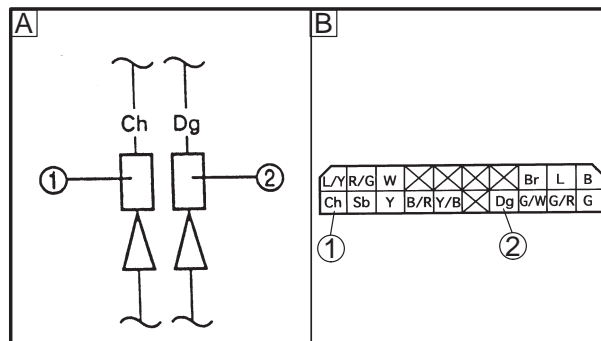 A
B
Ch Dg
① ②
L/Y R/G W Br L B
Ch Sb Y B/R Y/B Dg G/W G/R G
① ②